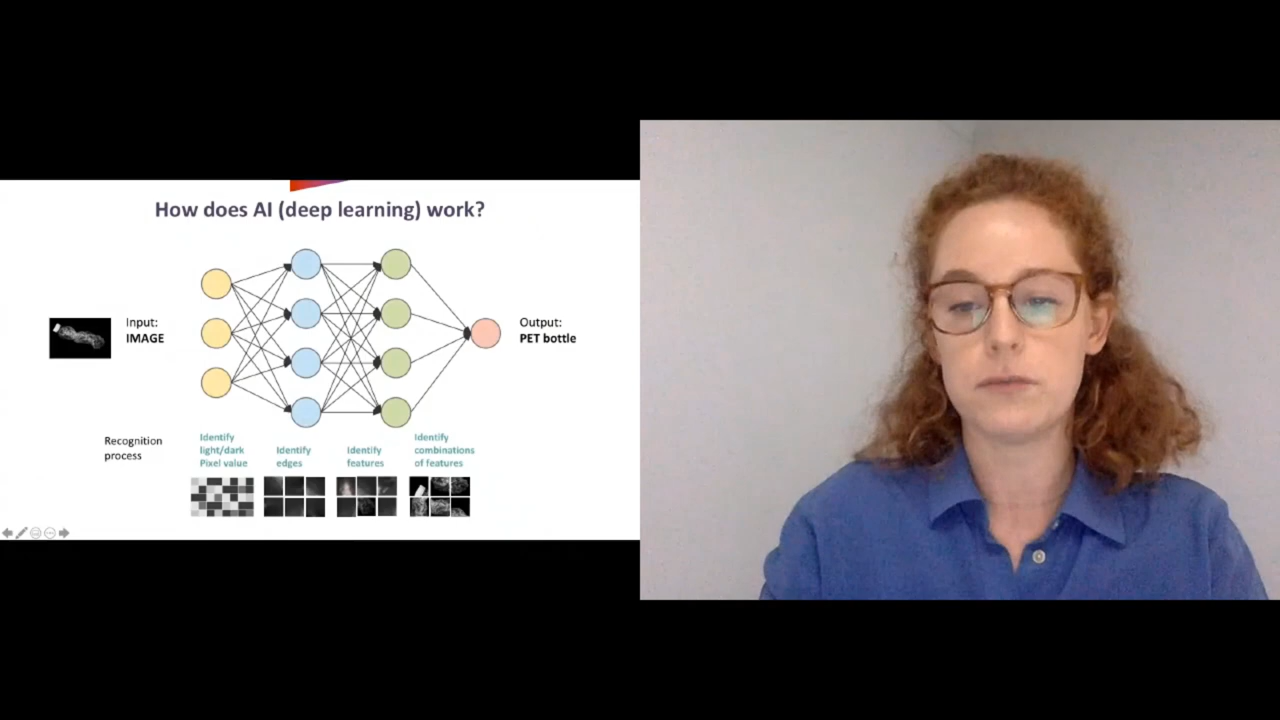 How does AI (deep learning) work?
Input:
IMAGE
Output:
PET bottle
Recognition
process
Identify
light/dark
Pixel value
Identify
edges
Identify
features
Identify
combinations
of features